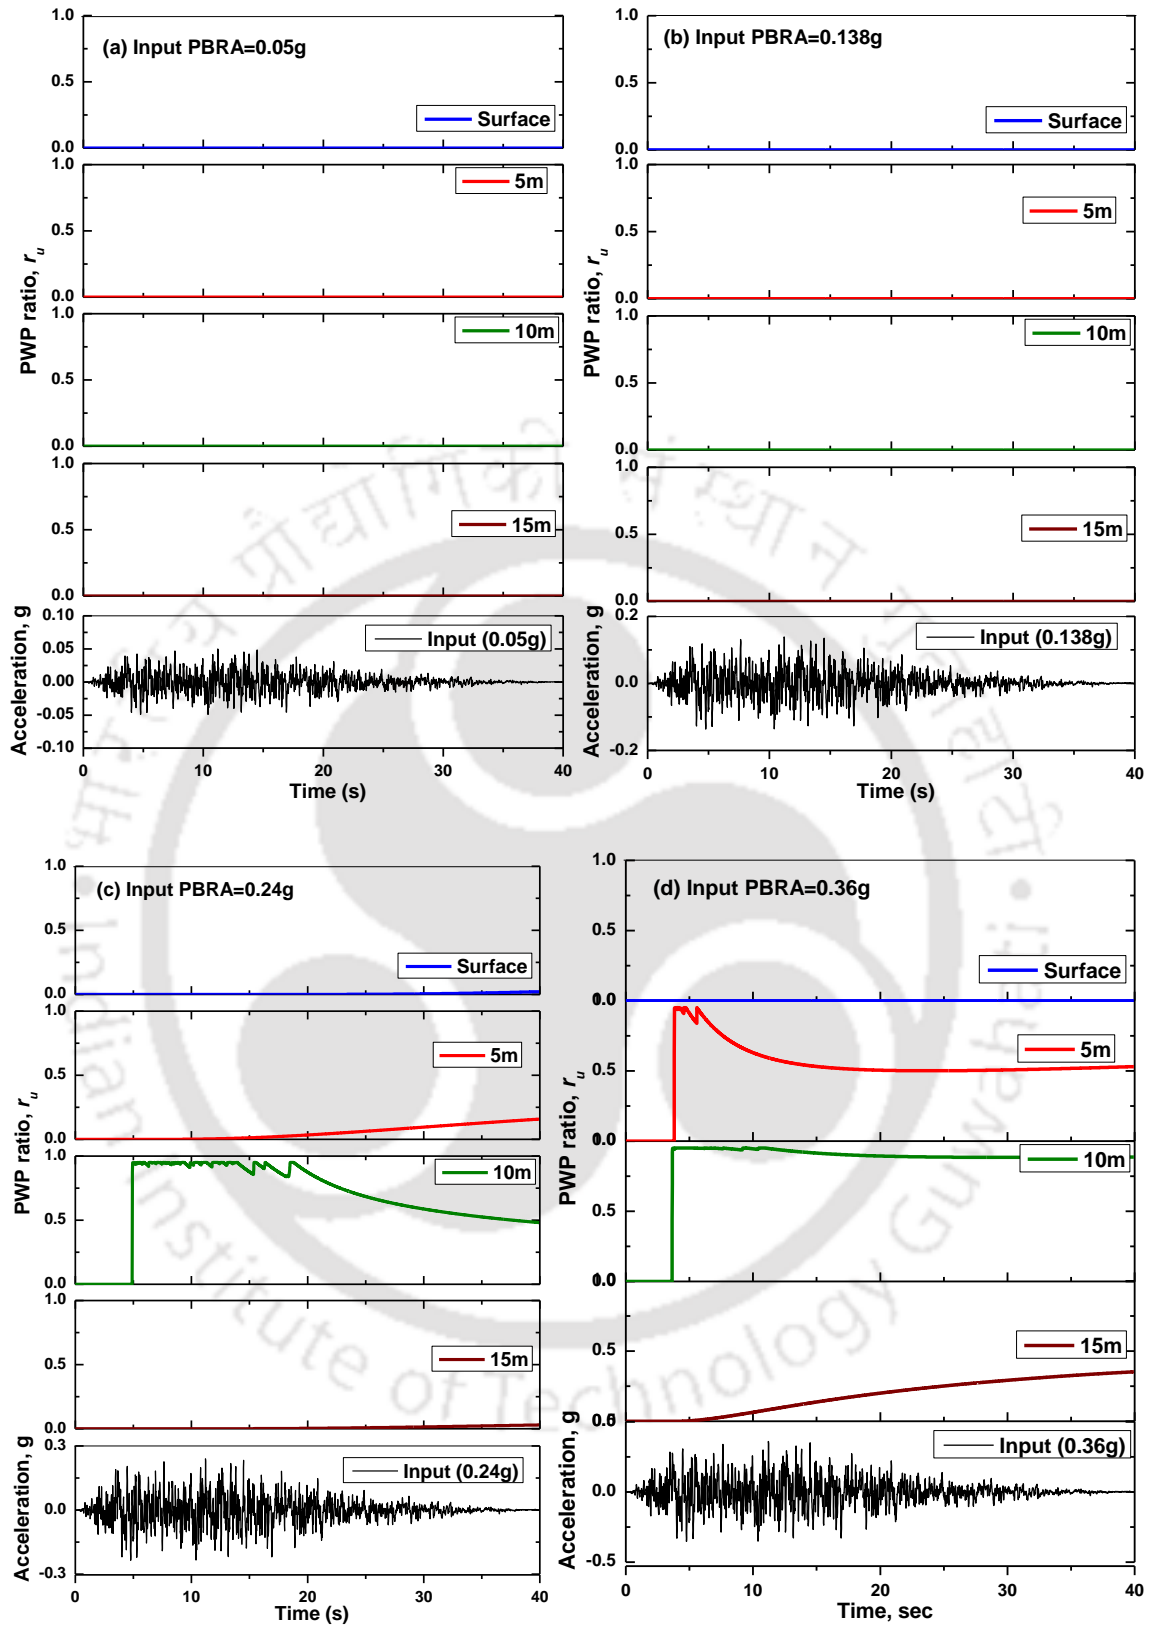 (a) Input PBRA=0.05g
1.0
0.5
0.0
Surface
1.0
0.5
0.0
5m
1.0
0.5
0.0
10m
1.0
0.5
0.0
15m
PWP ratio, r_u
0.10
0.05
0.00
-0.05
-0.10
Input (0.05g)
Acceleration, g
0 10 20 30 40
Time (s)
(b) Input PBRA=0.138g
1.0
0.5
0.0
Surface
1.0
0.5
0.0
5m
1.0
0.5
0.0
10m
1.0
0.5
0.0
15m
PWP ratio, r_u
0.2
0.0
-0.2
Input (0.138g)
Acceleration, g
0 10 20 30 40
Time (s)
(c) Input PBRA=0.24g
1.0
0.5
0.0
Surface
1.0
0.5
0.0
5m
1.0
0.5
0.0
10m
1.0
0.5
0.0
15m
PWP ratio, r_u
0.3
0.0
-0.3
Input (0.24g)
Acceleration, g
0 10 20 30 40
Time (s)
(d) Input PBRA=0.36g
1.0
0.5
0.0
Surface
0.5
5m
0.5
10m
0.5
15m
PWP ratio, r_u
0.0
-0.5
Input (0.36g)
Acceleration, g
0 10 20 30 40
Time, sec
Indian Institute of Technology Guwahati